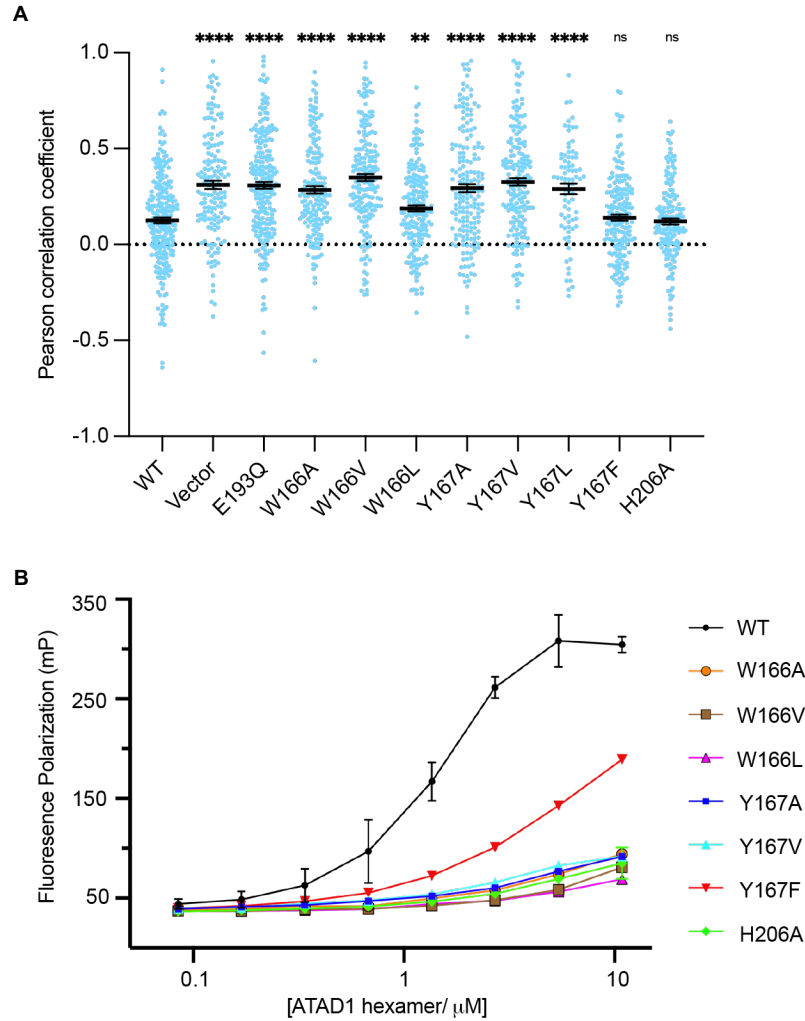 A
**** **** **** **** ** **** **** **** ns ns
1.0
0.5
0.0
-0.5
-1.0
Pearson correlation coefficient
WT Vector E193Q W166A W166V W166L Y167A Y167V Y167L Y167F H206A
B
350
250
150
50
Fluoresence Polarization (mP)
0.1 1 10
[ATAD1 hexamer/ μM]
WT
W166A
W166V
W166L
Y167A
Y167V
Y167F
H206A